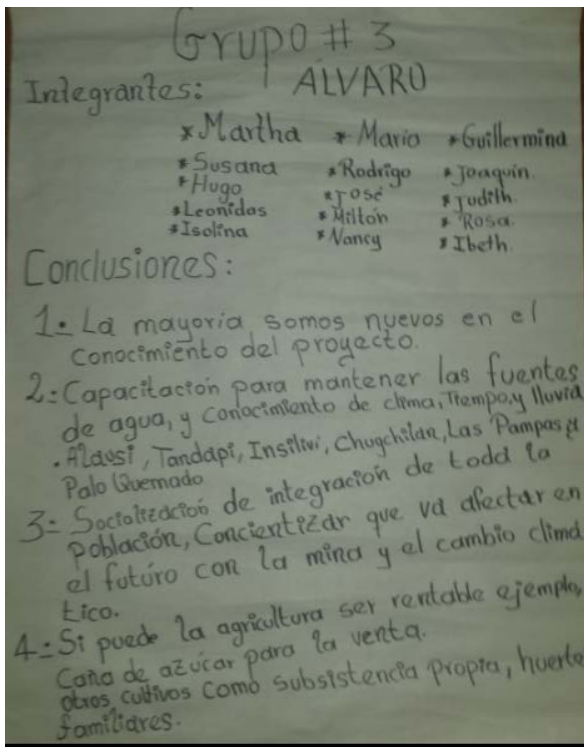 Grupo # 3
Integrantes: ALVARO
*Martha *Mario *Guillermina
*Susana *Rodrigo *Joaquín.
*Hugo *José *Judith.
*Leonidas *Milton *Rosa.
*Isolina *Nancy *Ibeth.
Conclusiones:
1.- La mayoría somos nuevos en el
conocimiento del proyecto.
2.- Capacitación para mantener las fuentes
de agua, y conocimiento de clima, Tiempo, y lluvia
. Alausí, Tandapi, Insilivi, Chugchilan, Las Pampas y
Palo Quemado
3.- Socialización de integración de toda la
Población, Concientizar que va afectar en
el futuro con la mina y el cambio clima
tico.
4.- Si puede la agricultura ser rentable ejemplo,
Caña de azúcar para la venta.
otros cultivos como subsistencia propia, huerto
familiares.